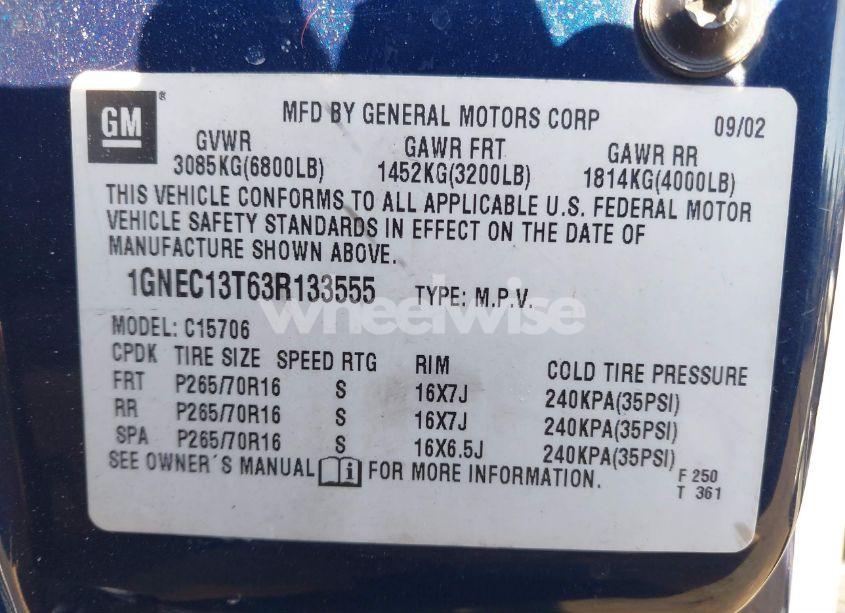 GM ®
MFD BY GENERAL MOTORS CORP 09/02
GVWR GAWR FRT GAWR RR
3085KG(6800LB) 1452KG(3200LB) 1814KG(4000LB)
THIS VEHICLE CONFORMS TO ALL APPLICABLE U.S. FEDERAL MOTOR
VEHICLE SAFETY STANDARDS IN EFFECT ON THE DATE OF
MANUFACTURE SHOWN ABOVE.
1GNEC13T63R133555 TYPE: M.P.V.
wheelwise
MODEL: C15706
CPDK TIRE SIZE SPEED RTG RIM COLD TIRE PRESSURE
FRT P265/70R16 S 16X7J 240KPA(35PSI)
RR P265/70R16 S 16X7J 240KPA(35PSI)
SPA P265/70R16 S 16X6.5J 240KPA(35PSI)
SEE OWNER´S MANUAL i FOR MORE INFORMATION.
F 250
T 361